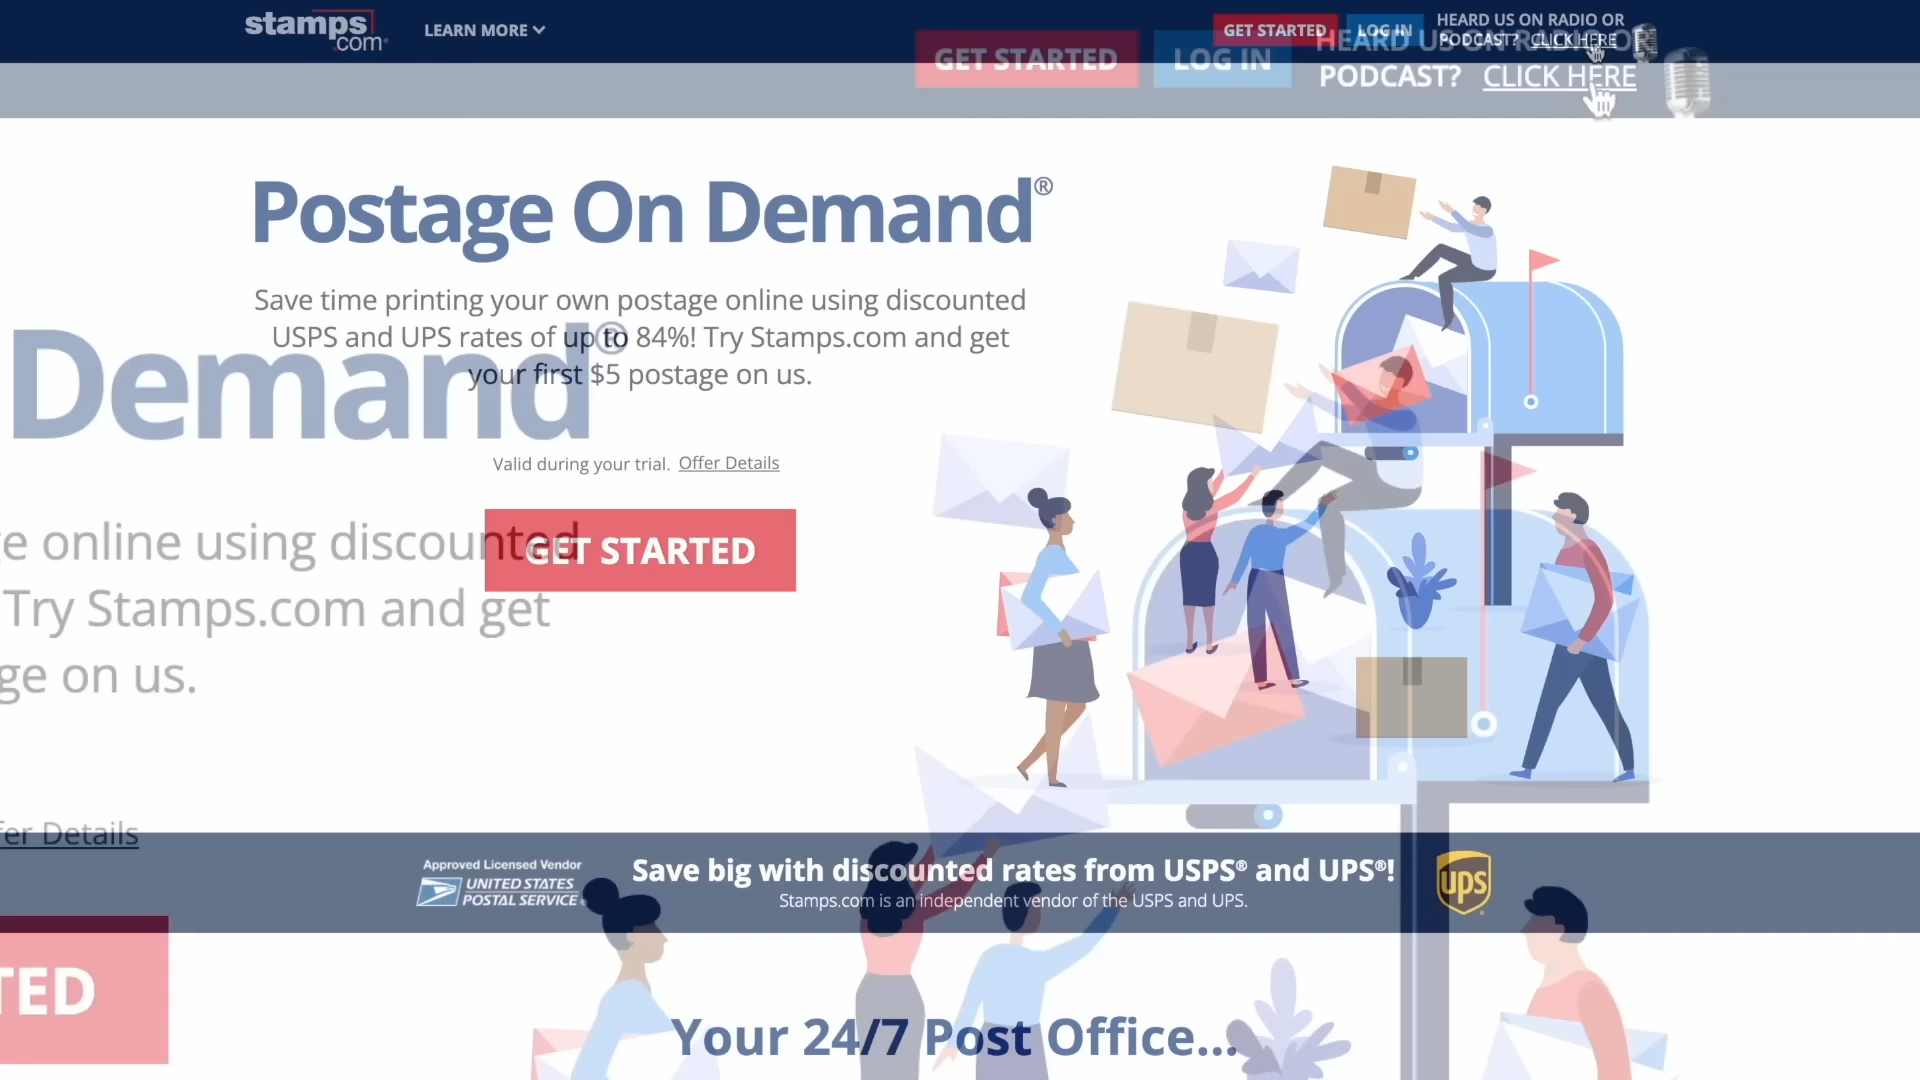 stamps
.com
LEARN MORE
GET STARTED
LOG IN
HEARD US ON RADIO OR
PODCAST? CLICK HERE
GET STARTED
LOG IN
HEARD US ON RADIO OR
PODCAST? CLICK HERE
Postage On Demand®
Save time printing your own postage online using discounted
USPS and UPS rates of up to 84%! Try Stamps.com and get
your first $5 postage on us.
Valid during your trial. Offer Details
GET STARTED
Demand®
e online using discounted
Try Stamps.com and get
ge on us.
fer Details
TED
Approved Licensed Vendor
UNITED STATES
POSTAL SERVICE
Save big with discounted rates from USPS® and UPS®!
Stamps.com is an independent vendor of the USPS and UPS.
ups
Your 24/7 Post Office...